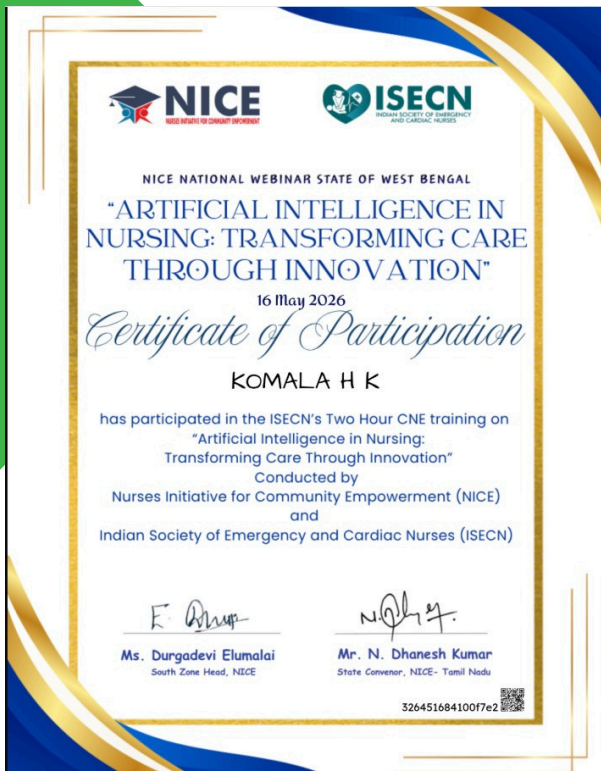 NICE
NURSES INITIATIVE FOR COMMUNITY EMPOWERMENT
ISECN
INDIAN SOCIETY OF EMERGENCY
AND CARDIAC NURSES
NICE NATIONAL WEBINAR STATE OF WEST BENGAL
"ARTIFICIAL INTELLIGENCE IN
NURSING: TRANSFORMING CARE
THROUGH INNOVATION"
16 May 2026
Certificate of Participation
KOMALA H K
has participated in the ISECN's Two Hour CNE training on
"Artificial Intelligence in Nursing:
Transforming Care Through Innovation"
Conducted by
Nurses Initiative for Community Empowerment (NICE)
and
Indian Society of Emergency and Cardiac Nurses (ISECN)
Ms. Durgadevi Elumalai
South Zone Head, NICE
Mr. N. Dhanesh Kumar
State Convenor, NICE- Tamil Nadu
326451684100f7e2